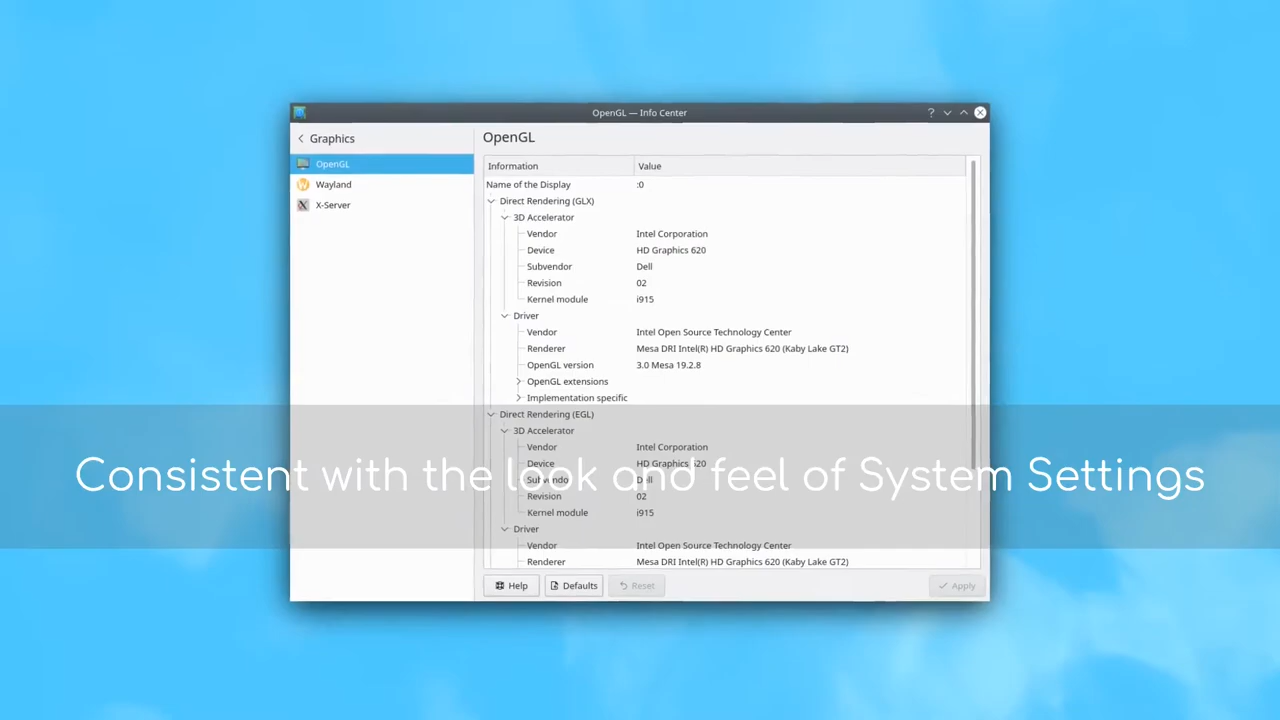 OpenGL — Info Center
Graphics
OpenGL
Wayland
X-Server
OpenGL
Information Value
Name of the Display :0
Direct Rendering (GLX)
3D Accelerator
Vendor Intel Corporation
Device HD Graphics 620
Subvendor Dell
Revision 02
Kernel module i915
Driver
Vendor Intel Open Source Technology Center
Renderer Mesa DRI Intel(R) HD Graphics 620 (Kaby Lake GT2)
OpenGL version 3.0 Mesa 19.2.8
OpenGL extensions
Implementation specific
Direct Rendering (EGL)
3D Accelerator
Vendor Intel Corporation
Device HD Graphics 620
Subvendor Dell
Revision 02
Kernel module i915
Driver
Vendor Intel Open Source Technology Center
Renderer Mesa DRI Intel(R) HD Graphics 620 (Kaby Lake GT2)
Consistent with the look and feel of System Settings
Help Defaults Reset Apply